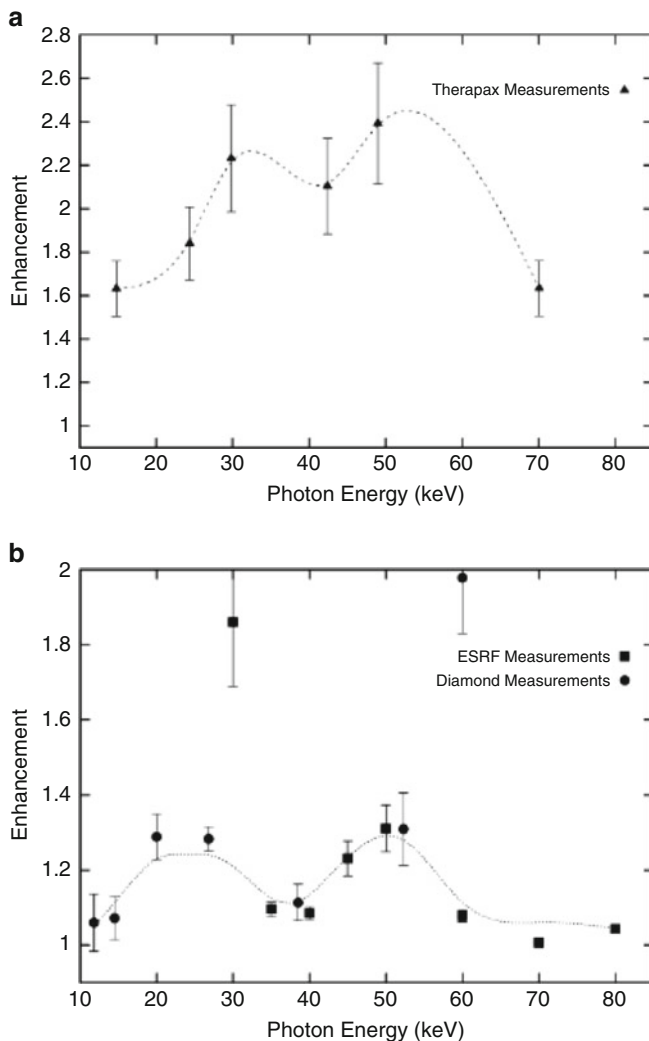 a
2.8
2.6
2.4
2.2
2
1.8
1.6
1.4
1.2
1
Enhancement
Therapax Measurements
10 20 30 40 50 60 70 80
Photon Energy (keV)
b
2
1.8
1.6
1.4
1.2
1
Enhancement
ESRF Measurements
Diamond Measurements
10 20 30 40 50 60 70 80
Photon Energy (keV)